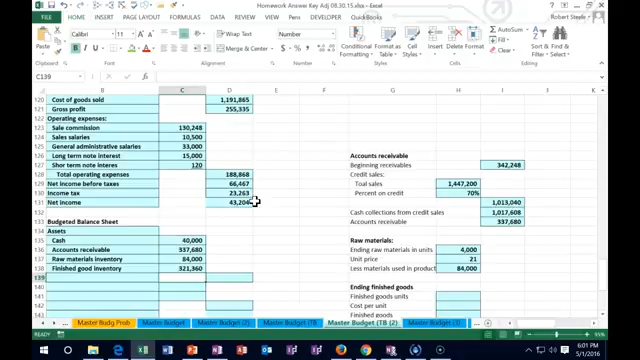 Homework Answer Key Adj 08.30.15.xlsx - Excel
FILE HOME INSERT PAGE LAYOUT FORMULAS DATA REVIEW VIEW Pens DEVELOPER QuickBooks
Robert Steele
Calibri 11
Wrap Text
Number
AutoSum
Fill
Clear
Paste
Merge & Center
Conditional Formatting
Format as Table
Cell Styles
Insert Delete Format
Sort & Filter
Find & Select
Clipboard Font Alignment Number Styles Cells Editing
C139
B C D E F G H I J K
120 Cost of goods sold 1,191,865
121 Gross profit 255,335
122 Operating expenses:
123 Sale commission 130,248
124 Sales salaries 10,500
125 General administrative salaries 33,000
126 Long term note interest 15,000
127 Short term note interes 120 Accounts receivable
128 Total operating expenses 188,868 Beginning receivables 342,248
Net income before taxes 66,467 Credit sales:
129 Toal sales 1,447,200
130 Income tax 23,263 Percent on credit 70%
131 Net income 43,204 1,013,040
132 Cash collections from credit sales 1,017,608
133 Budgeted Balance Sheet Accounts receivable 337,680
134 Assets
135 Cash 40,000 Raw materials:
136 Accounts receivable 337,680 Ending raw materials in units 4,000
137 Raw materials inventory 84,000 Unit price 21
138 Finished good inventory 321,360 Less materials used in product 84,000
139
140 Ending finished goods
141 Finished goods units
142 Cost per unit
Finished goods
Master Budg Prob Master Budget Master Budget (2) Master Budget (TB Master Budget (TB (2) Master Budget (3)
READY
95%
6:01 PM
5/1/2016